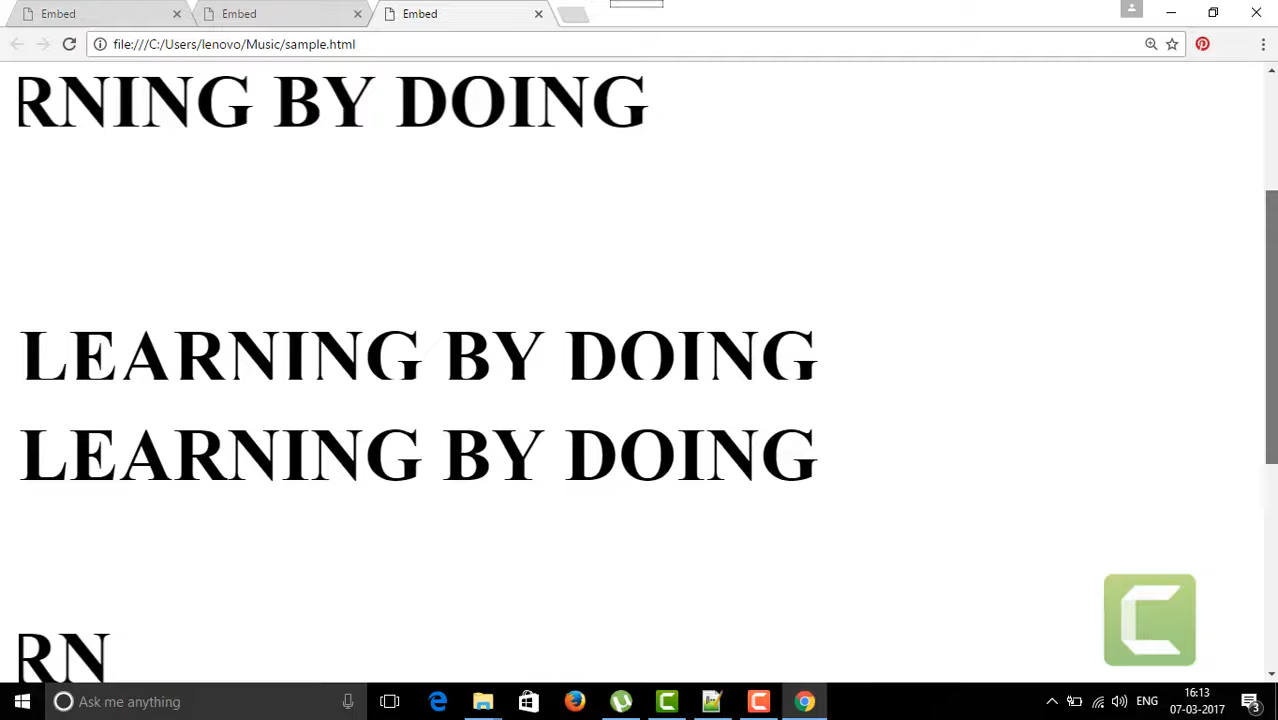 Embed
Embed
Embed
file:///C:/Users/lenovo/Music/sample.html
RNING BY DOING
LEARNING BY DOING
LEARNING BY DOING
RN
Ask me anything
ENG
16:13
07-03-2017
3